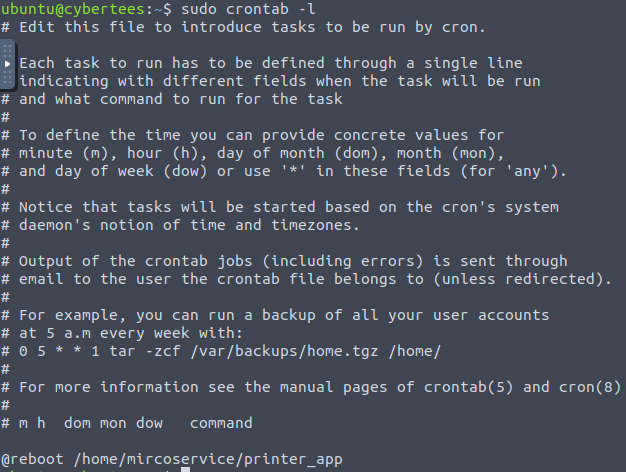 ubuntu@cybertees:~$ sudo crontab -l
# Edit this file to introduce tasks to be run by cron.
Each task to run has to be defined through a single line
indicating with different fields when the task will be run
# and what command to run for the task
#
# To define the time you can provide concrete values for
# minute (m), hour (h), day of month (dom), month (mon),
# and day of week (dow) or use '*' in these fields (for 'any').
#
# Notice that tasks will be started based on the cron's system
# daemon's notion of time and timezones.
#
# Output of the crontab jobs (including errors) is sent through
# email to the user the crontab file belongs to (unless redirected).
#
# For example, you can run a backup of all your user accounts
# at 5 a.m every week with:
# 0 5 * * 1 tar -zcf /var/backups/home.tgz /home/
#
# For more information see the manual pages of crontab(5) and cron(8)
#
# m h  dom mon dow   command
@reboot /home/mircoservice/printer_app